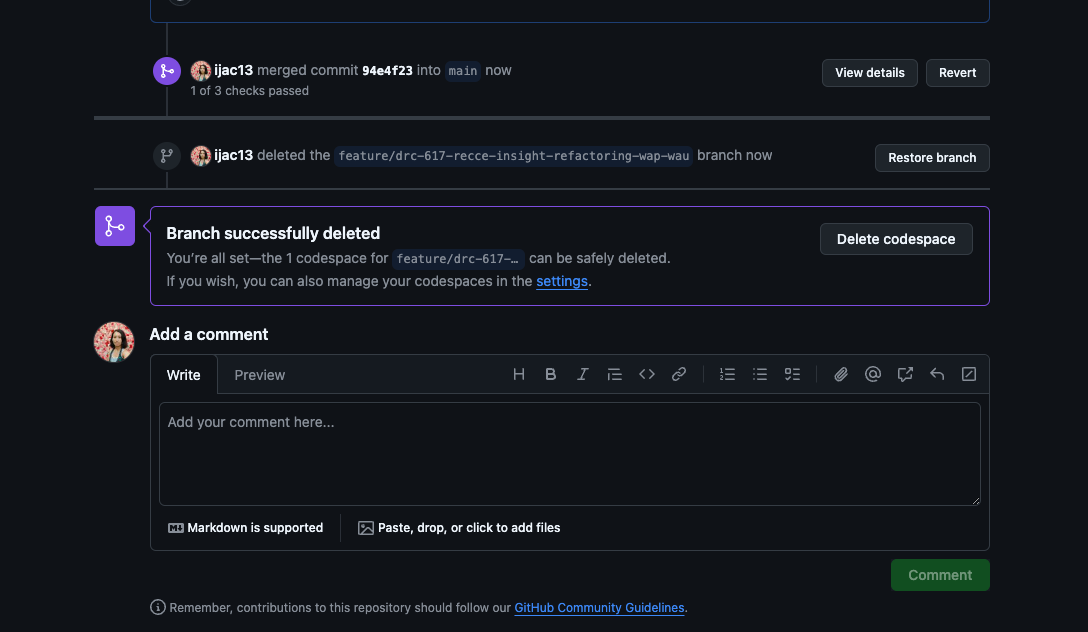 ijac13 merged commit 94e4f23 into main now
View details
Revert
1 of 3 checks passed
ijac13 deleted the feature/drc-617-recce-insight-refactoring-wap-wau branch now
Restore branch
Branch successfully deleted
Delete codespace
You’re all set—the 1 codespace for feature/drc-617-… can be safely deleted.
If you wish, you can also manage your codespaces in the settings.
Add a comment
Write
Preview
Add your comment here...
Markdown is supported
Paste, drop, or click to add files
Comment
Remember, contributions to this repository should follow our GitHub Community Guidelines.